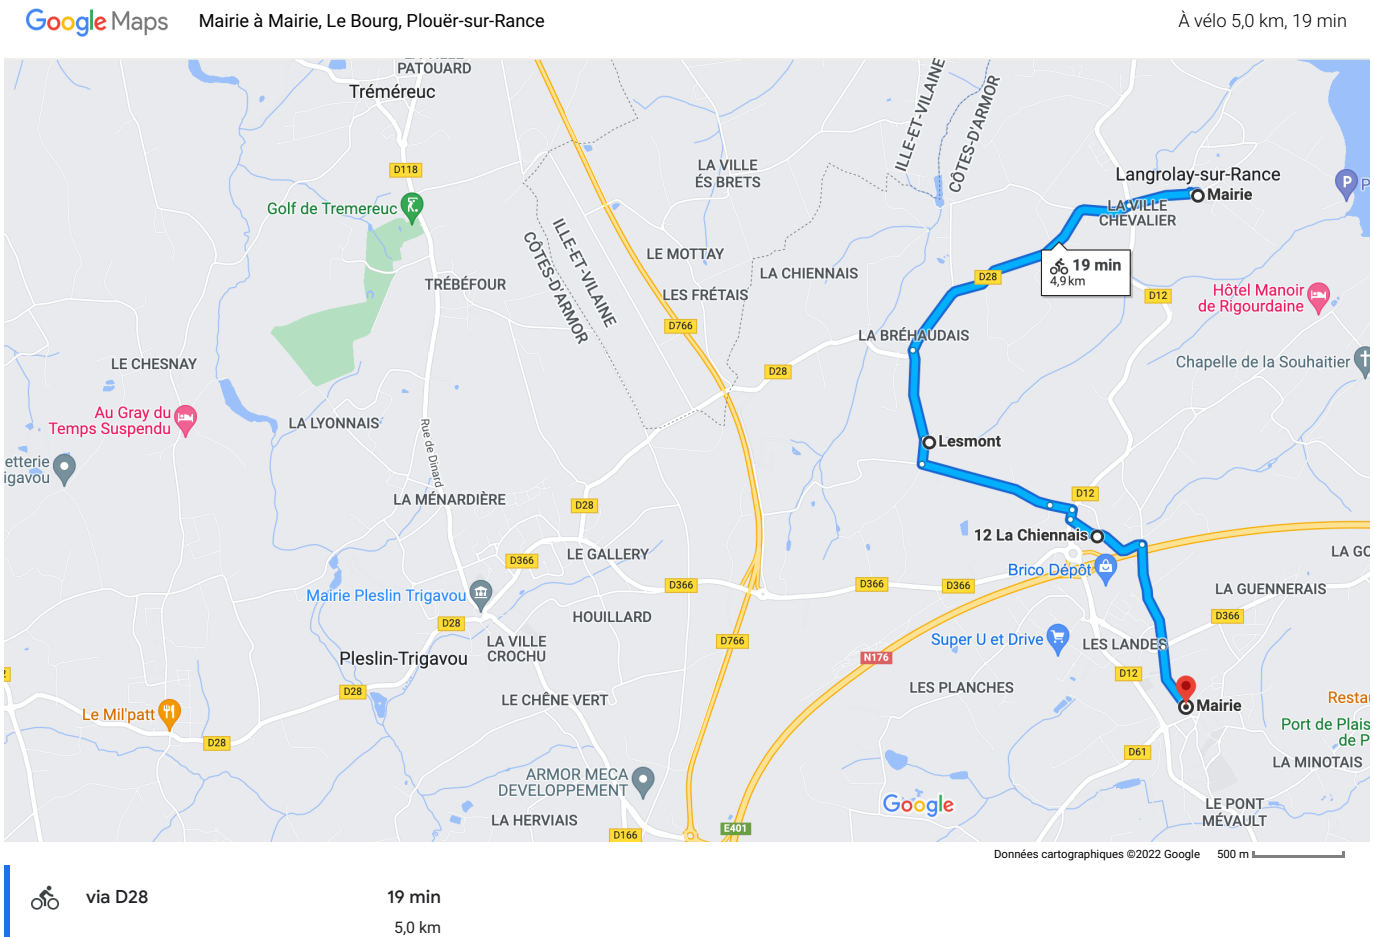 Google Maps
Mairie à Mairie, Le Bourg, Plouër-sur-Rance
À vélo 5,0 km, 19 min
PATOUARD
Tréméreuc
ILLE-ET-VILAINE
CÔTES-D'ARMOR
D118
LA VILLE
ÉS BRETS
Langrolay-sur-Rance
Mairie
P
Golf de Tremereuc
LA VILLE
CHEVALIER
ILLE-ET-VILAINE
CÔTES-D'ARMOR
LE MOTTAY
LA CHIENNAIS
19 min
4,9 km
D28
TRÉBÉFOUR
LES FRÉTAIS
D12
Hôtel Manoir
de Rigourdaine
D766
LA BRÉHAUDAIS
LE CHESNAY
D28
Chapelle de la Souhaitier
Au Gray du
Temps Suspendu
LA LYONNAIS
Rue de Dinard
Lesmont
etterie
igavou
LA MÉNARDIÈRE
D28
D12
12 La Chiennais
LE GALLERY
D366
LA GO
Brico Dépôt
Mairie Pleslin Trigavou
D366
D366
D366
LA GUENNERAIS
HOUILLARD
D366
D28
LA VILLE
CROCHU
D766
Super U et Drive
LES LANDES
Pleslin-Trigavou
N176
D12
D28
LE CHÊNE VERT
LES PLANCHES
Mairie
Restau
Le Mil'patt
D28
Port de Plais
de P
D61
LA MINOTAIS
ARMOR MECA
DEVELOPPEMENT
LA HERVIAIS
Google
LE PONT
MÉVAULT
D166
E401
Données cartographiques ©2022 Google
500 m
via D28
19 min
5,0 km